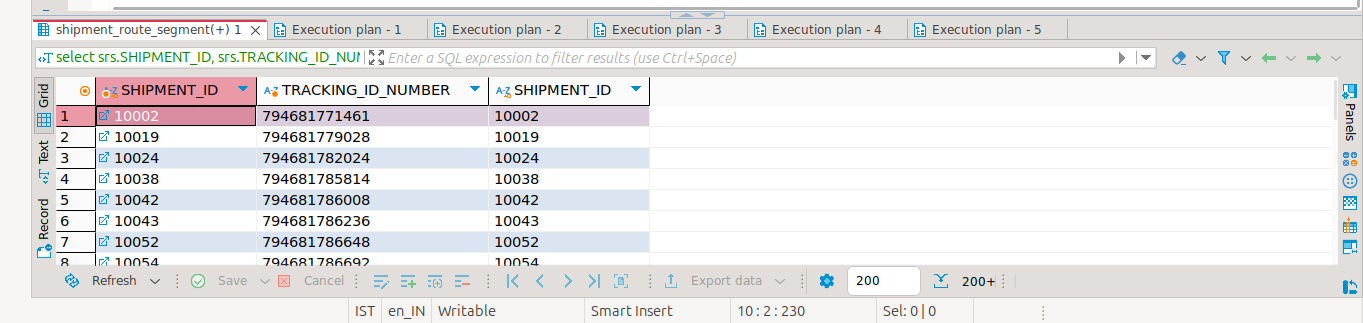 shipment_route_segment(+) 1 Execution plan - 1 Execution plan - 2 Execution plan - 3 Execution plan - 4 Execution plan - 5
select srs.SHIPMENT_ID, srs.TRACKING_ID_NUM Enter a SQL expression to filter results (use Ctrl+Space)
Grid
Text
Record
SHIPMENT_ID TRACKING_ID_NUMBER SHIPMENT_ID
1 10002 794681771461 10002
2 10019 794681779028 10019
3 10024 794681782024 10024
4 10038 794681785814 10038
5 10042 794681786008 10042
6 10043 794681786236 10043
7 10052 794681786648 10052
8 10054 794681786692 10054
Panels
Refresh Save Cancel Export data 200 200+
IST en_IN Writable Smart Insert 10 : 2 : 230 Sel: 0 | 0